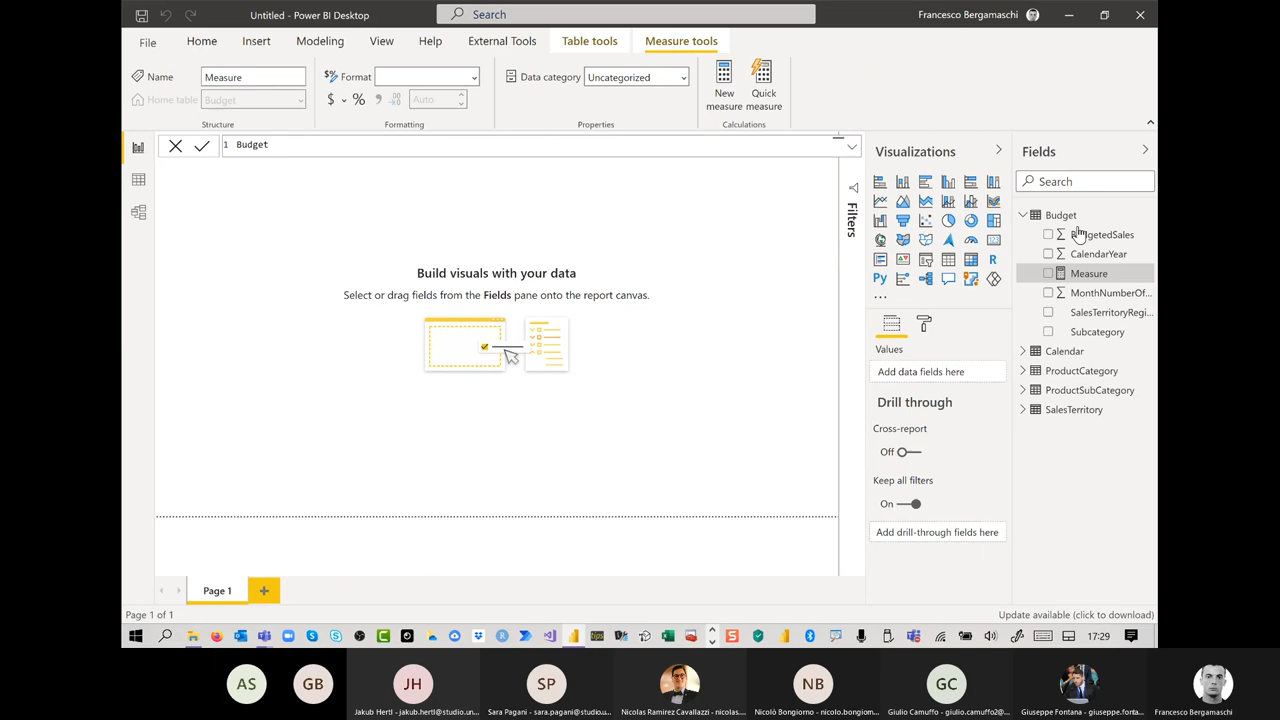 Untitled - Power BI Desktop
Search
Francesco Bergamaschi
File
Home
Insert
Modeling
View
Help
External Tools
Table tools
Measure tools
Name
Measure
Home table
Budget
Structure
Format
$ % 9
Auto
Formatting
Data category
Uncategorized
Properties
New measure
Quick measure
Calculations
1 Budget
Build visuals with your data
Select or drag fields from the Fields pane onto the report canvas.
Filters
Visualizations
R
Py
Values
Add data fields here
Drill through
Cross-report
Off
Keep all filters
On
Add drill-through fields here
Fields
Search
Budget
CalendarYear
Measure
MonthNumberOf...
SalesTerritoryRegi...
Subcategory
Calendar
ProductCategory
ProductSubCategory
SalesTerritory
Page 1
Page 1 of 1
Update available (click to download)
17:29
AS
GB
JH
SP
NB
GC
Jakub Hertl - jakub.hertl@studio.un...
Sara Pagani - sara.pagani@studio.u...
Nicolas Ramirez Cavallazzi - nicolas...
Nicolò Bongiorno - nicolo.bongiorn...
Giulio Camuffo - giulio.camuffo2@...
Giuseppe Fontana - giuseppe.fonta...
Francesco Bergamaschi